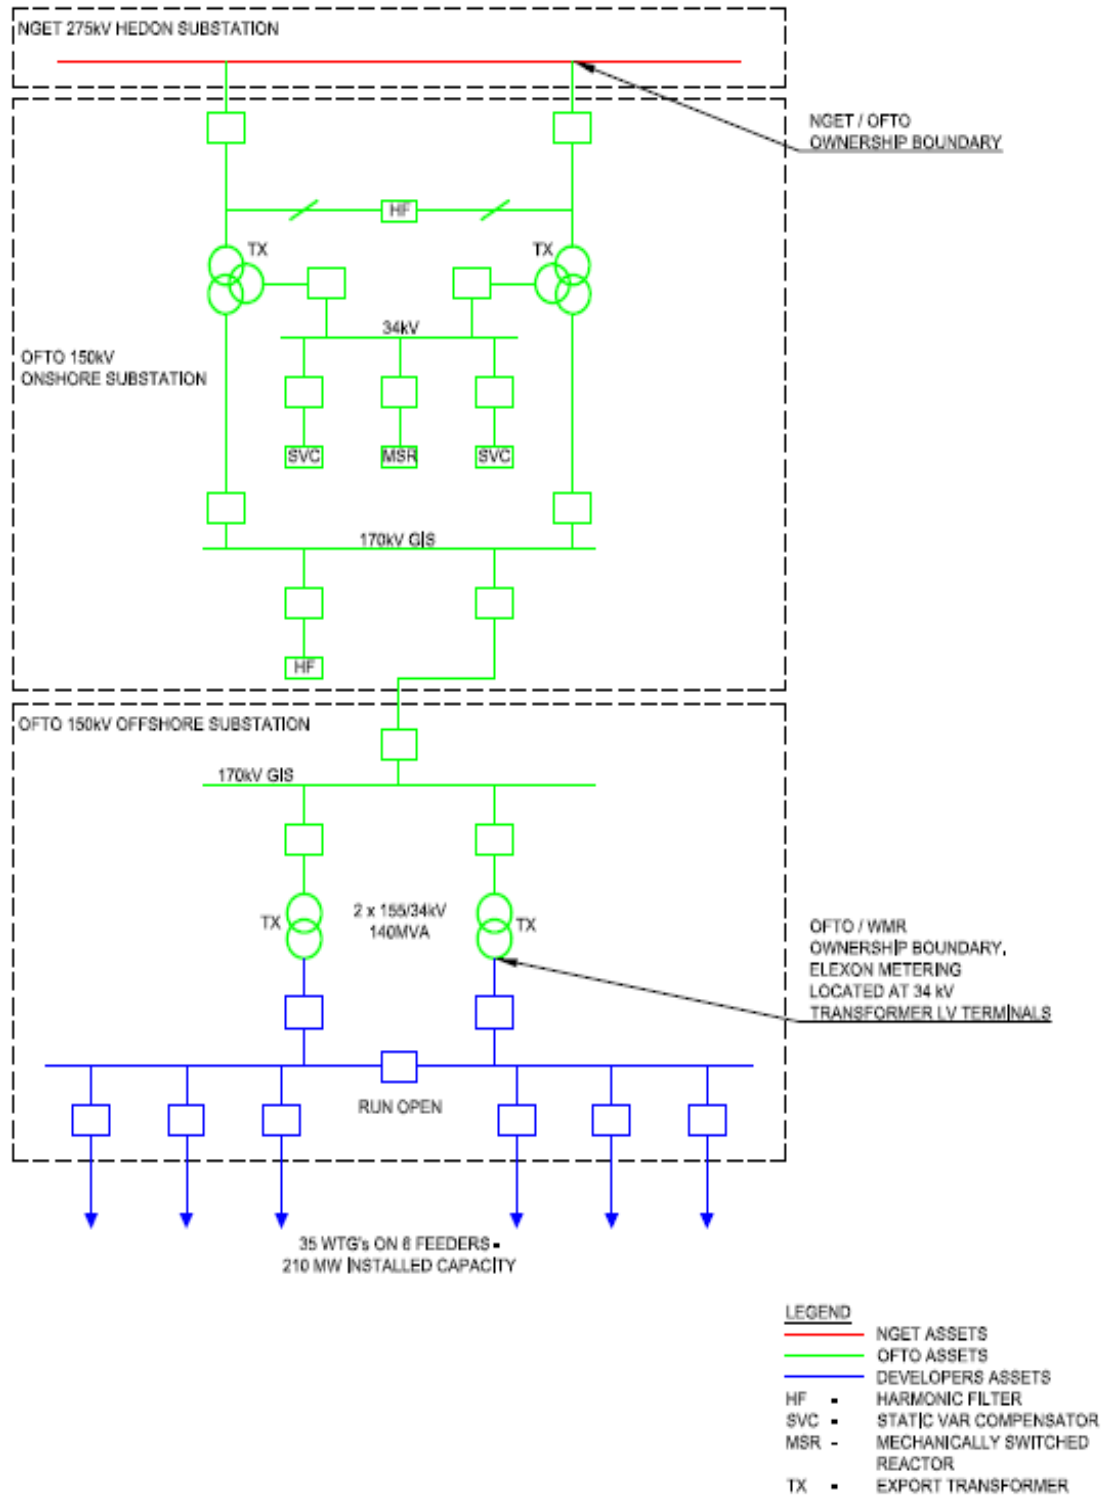 NGET 275kV HEDON SUBSTATION
NGET / OFTO
OWNERSHIP BOUNDARY
HF
TX
TX
34kV
OFTO 150kV
ONSHORE SUBSTATION
SVC
MSR
SVC
170kV GIS
HF
OFTO 150kV OFFSHORE SUBSTATION
170kV GIS
TX
2 x 155/34kV
140MVA
TX
OFTO / WMR
OWNERSHIP BOUNDARY.
ELEXON METERING
LOCATED AT 34 kV
TRANSFORMER LV TERMINALS
RUN OPEN
35 WTG's ON 6 FEEDERS -
210 MW INSTALLED CAPACITY
LEGEND
NGET ASSETS
OFTO ASSETS
DEVELOPERS ASSETS
HF - HARMONIC FILTER
SVC - STATIC VAR COMPENSATOR
MSR - MECHANICALLY SWITCHED
REACTOR
TX - EXPORT TRANSFORMER